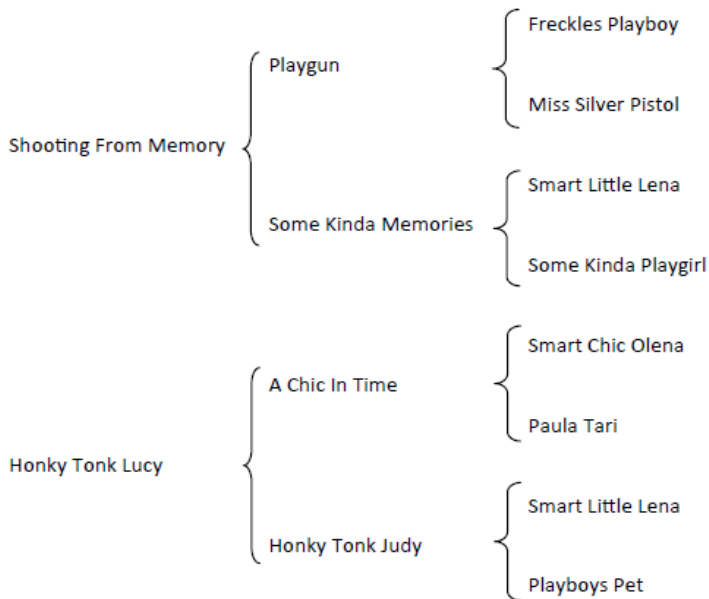 Freckles Playboy
Playgun
Miss Silver Pistol
Shooting From Memory
Smart Little Lena
Some Kinda Memories
Some Kinda Playgirl
Smart Chic Olena
A Chic In Time
Paula Tari
Honky Tonk Lucy
Smart Little Lena
Honky Tonk Judy
Playboys Pet